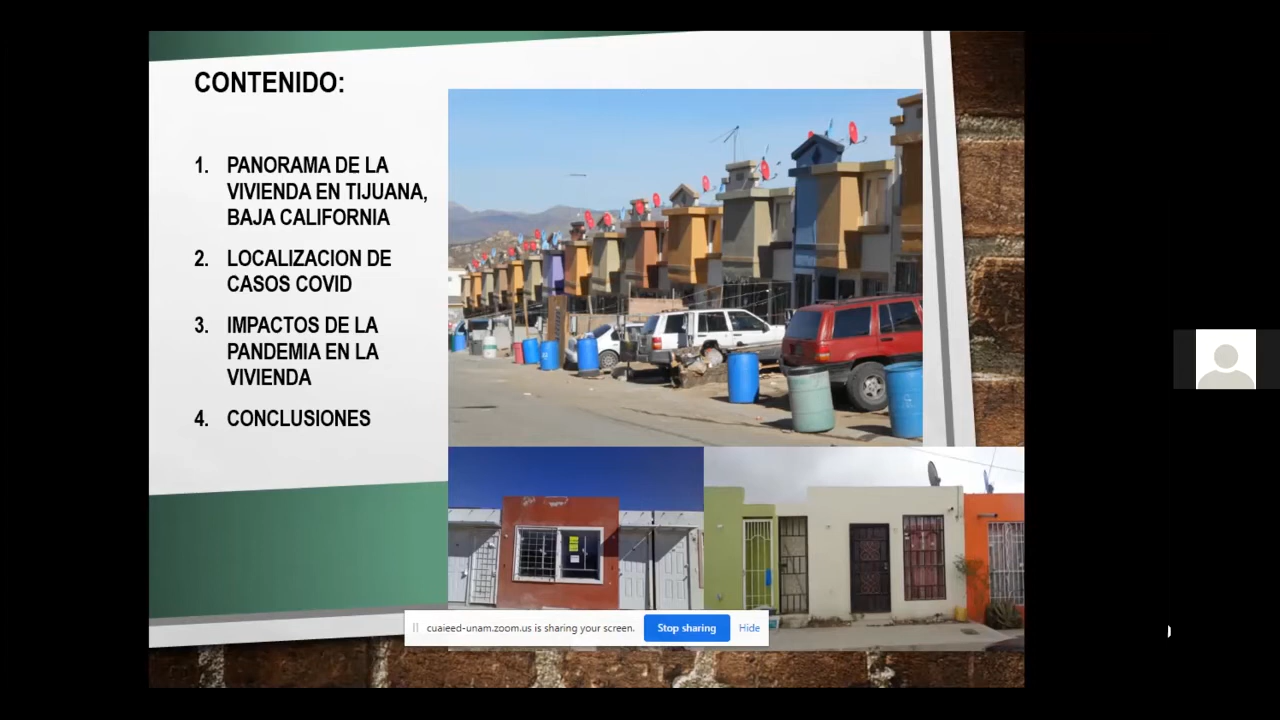 CONTENIDO:
1. PANORAMA DE LA
VIVIENDA EN TIJUANA,
BAJA CALIFORNIA
2. LOCALIZACION DE
CASOS COVID
3. IMPACTOS DE LA
PANDEMIA EN LA
VIVIENDA
4. CONCLUSIONES
cuaieed-unam.zoom.us is sharing your screen.
Stop sharing
Hide